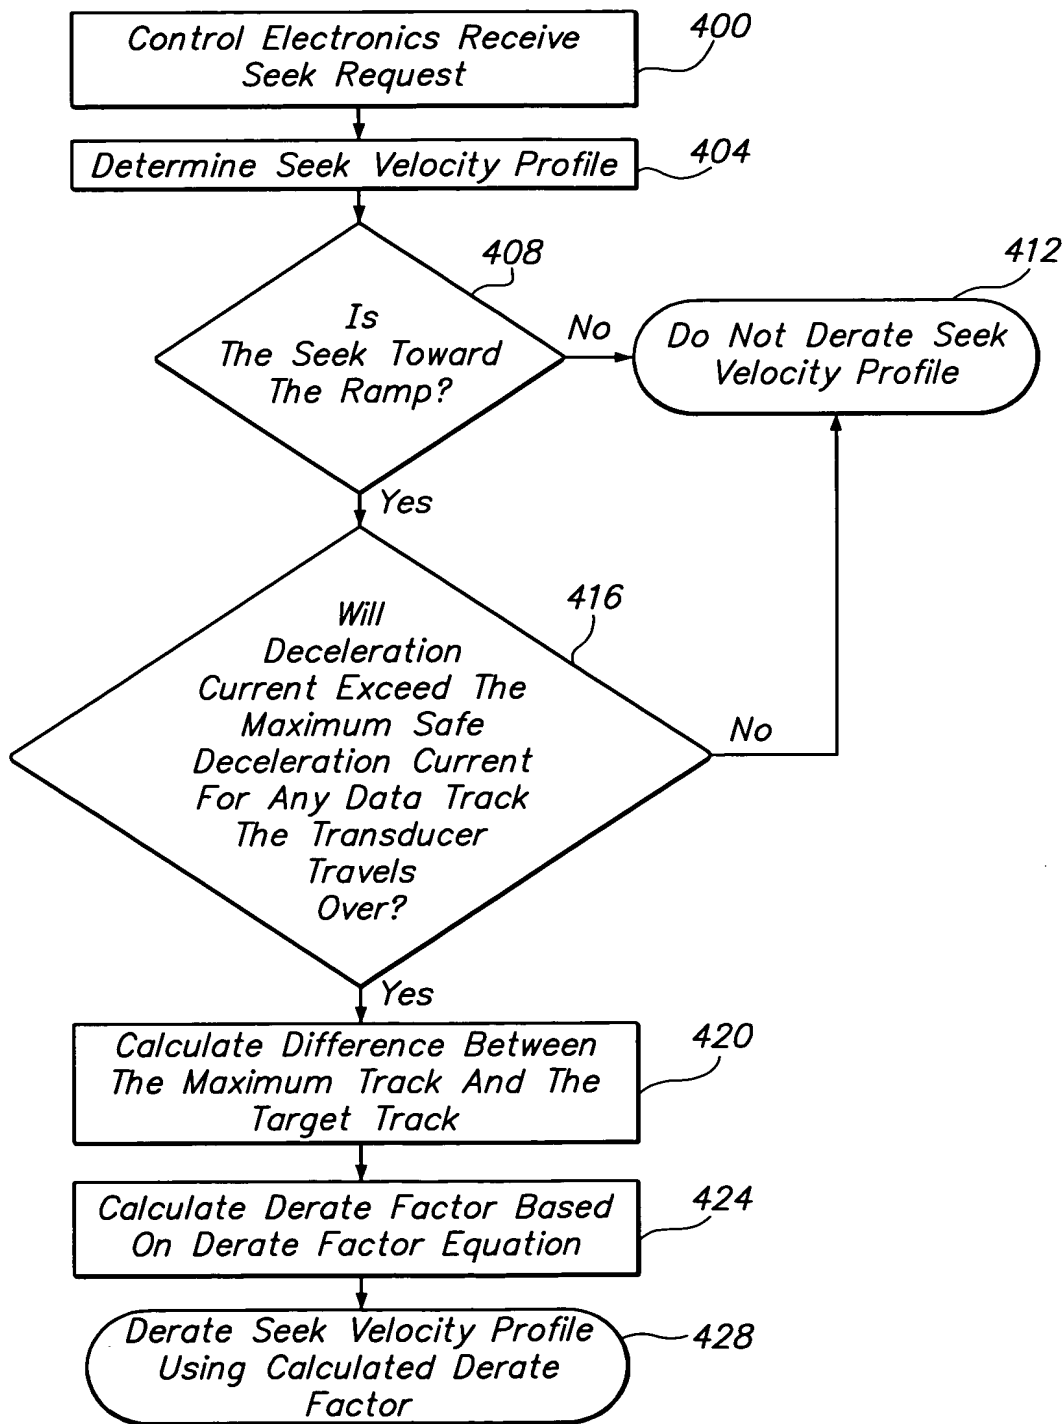 Control Electronics Receive
Seek Request
400
Determine Seek Velocity Profile
404
408
Is
The Seek Toward
The Ramp?
No
412
Do Not Derate Seek
Velocity Profile
Yes
416
Will
Deceleration
Current Exceed The
Maximum Safe
Deceleration Current
For Any Data Track
The Transducer
Travels
Over?
No
Yes
Calculate Difference Between
The Maximum Track And The
Target Track
420
Calculate Derate Factor Based
On Derate Factor Equation
424
Derate Seek Velocity Profile
Using Calculated Derate
Factor
428